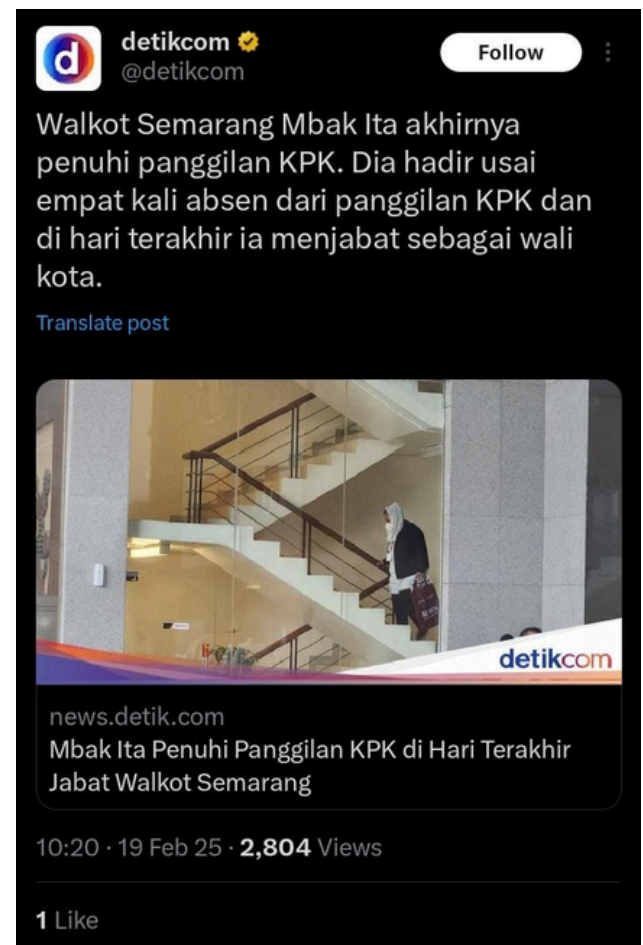 detikcom
@detikcom
Follow
Walkot Semarang Mbak Ita akhirnya
penuhi panggilan KPK. Dia hadir usai
empat kali absen dari panggilan KPK dan
di hari terakhir ia menjabat sebagai wali
kota.
Translate post
detikcom
news.detik.com
Mbak Ita Penuhi Panggilan KPK di Hari Terakhir
Jabat Walkot Semarang
10:20 · 19 Feb 25 · 2,804 Views
1 Like